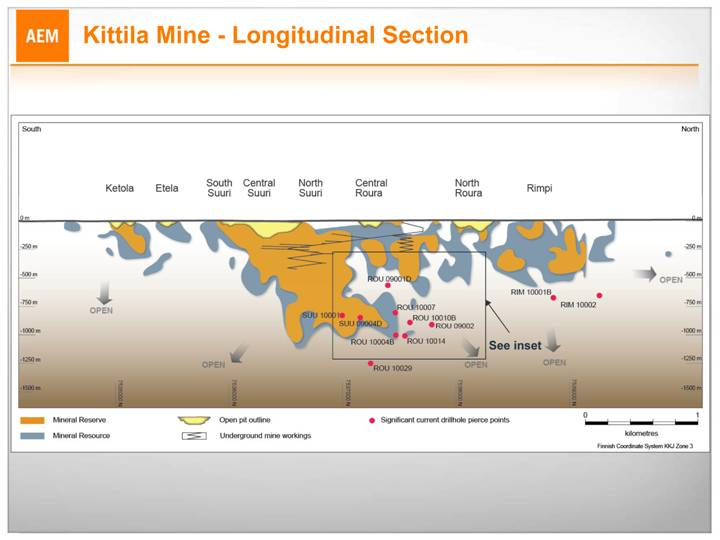 AEM
Kittila Mine - Longitudinal Section
South
North
Ketola
Etela
South
Suuri
Central
Suuri
North
Suuri
Central
Roura
North
Roura
Rimpi
0 m
0 m
-250 m
-250 m
-500 m
-500 m
-750 m
-750 m
-1000 m
-1000 m
-1250 m
-1250 m
-1500 m
-1500 m
ROU 09001D
ROU 10007
SUU 10001
SUU 09004D
ROU 10010B
ROU 09002
ROU 10004B
ROU 10014
ROU 10029
RIM 10001B
RIM 10002
OPEN
OPEN
OPEN
OPEN
OPEN
See inset
Mineral Reserve
Open pit outline
Significant current drillhole pierce points
Mineral Resource
Underground mine workings
0
1
kilometres
Finnish Coordinate System KKJ Zone 3